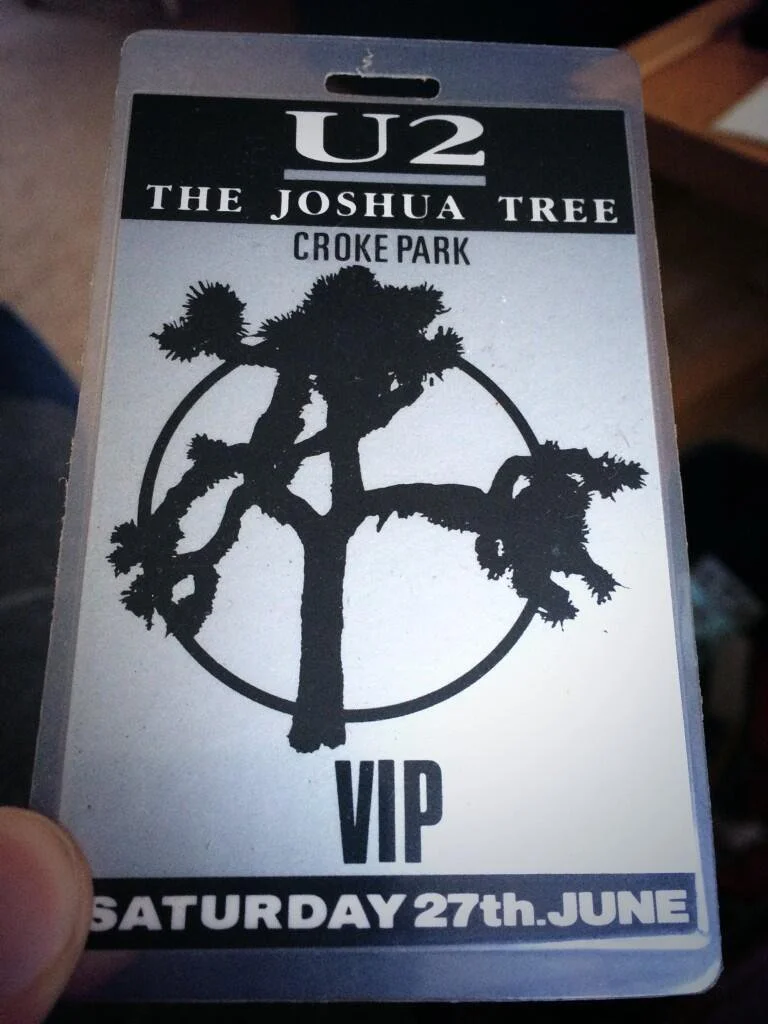 U2
THE JOSHUA TREE
CROKE PARK
VIP
SATURDAY 27th.JUNE